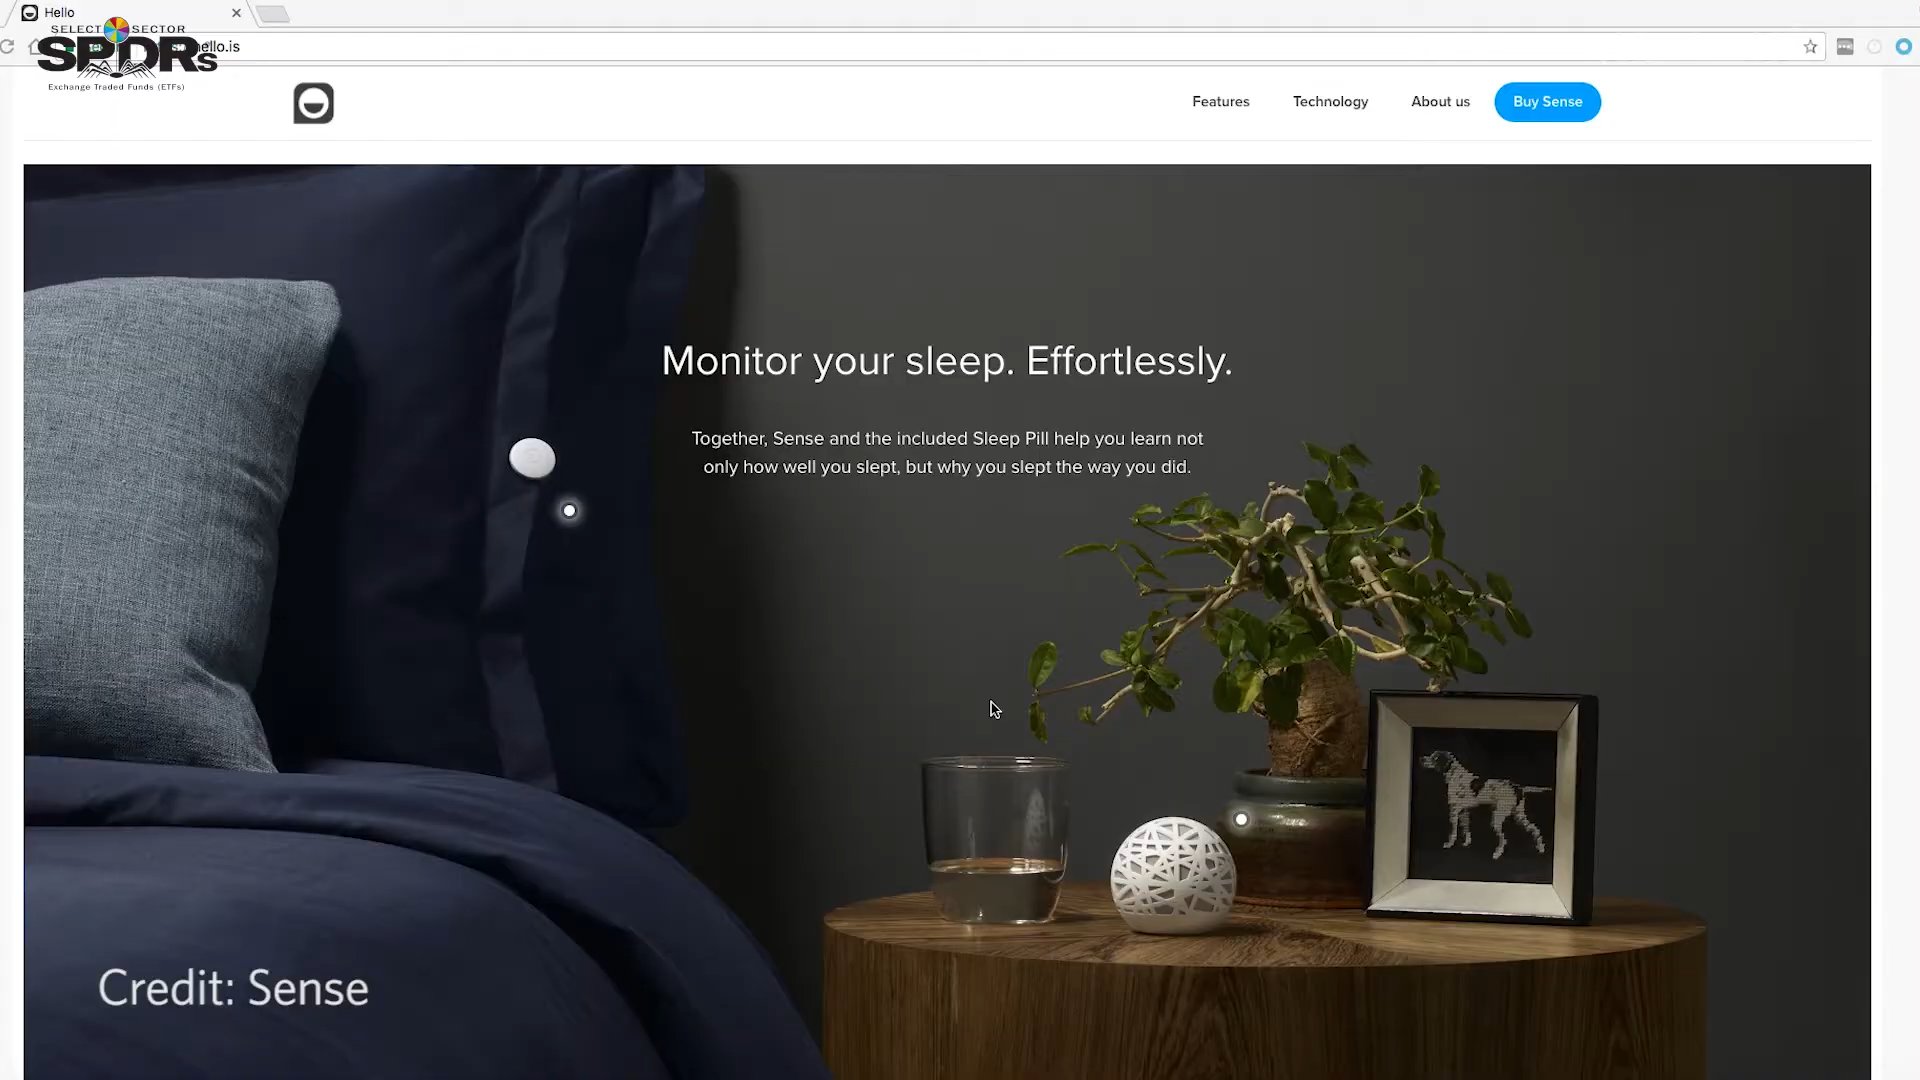 Hello
SELECT SECTOR
SPDRs
hello.is
Exchange Traded Funds (ETFs)
Features
Technology
About us
Buy Sense
Monitor your sleep. Effortlessly.
Together, Sense and the included Sleep Pill help you learn not
only how well you slept, but why you slept the way you did.
Credit: Sense